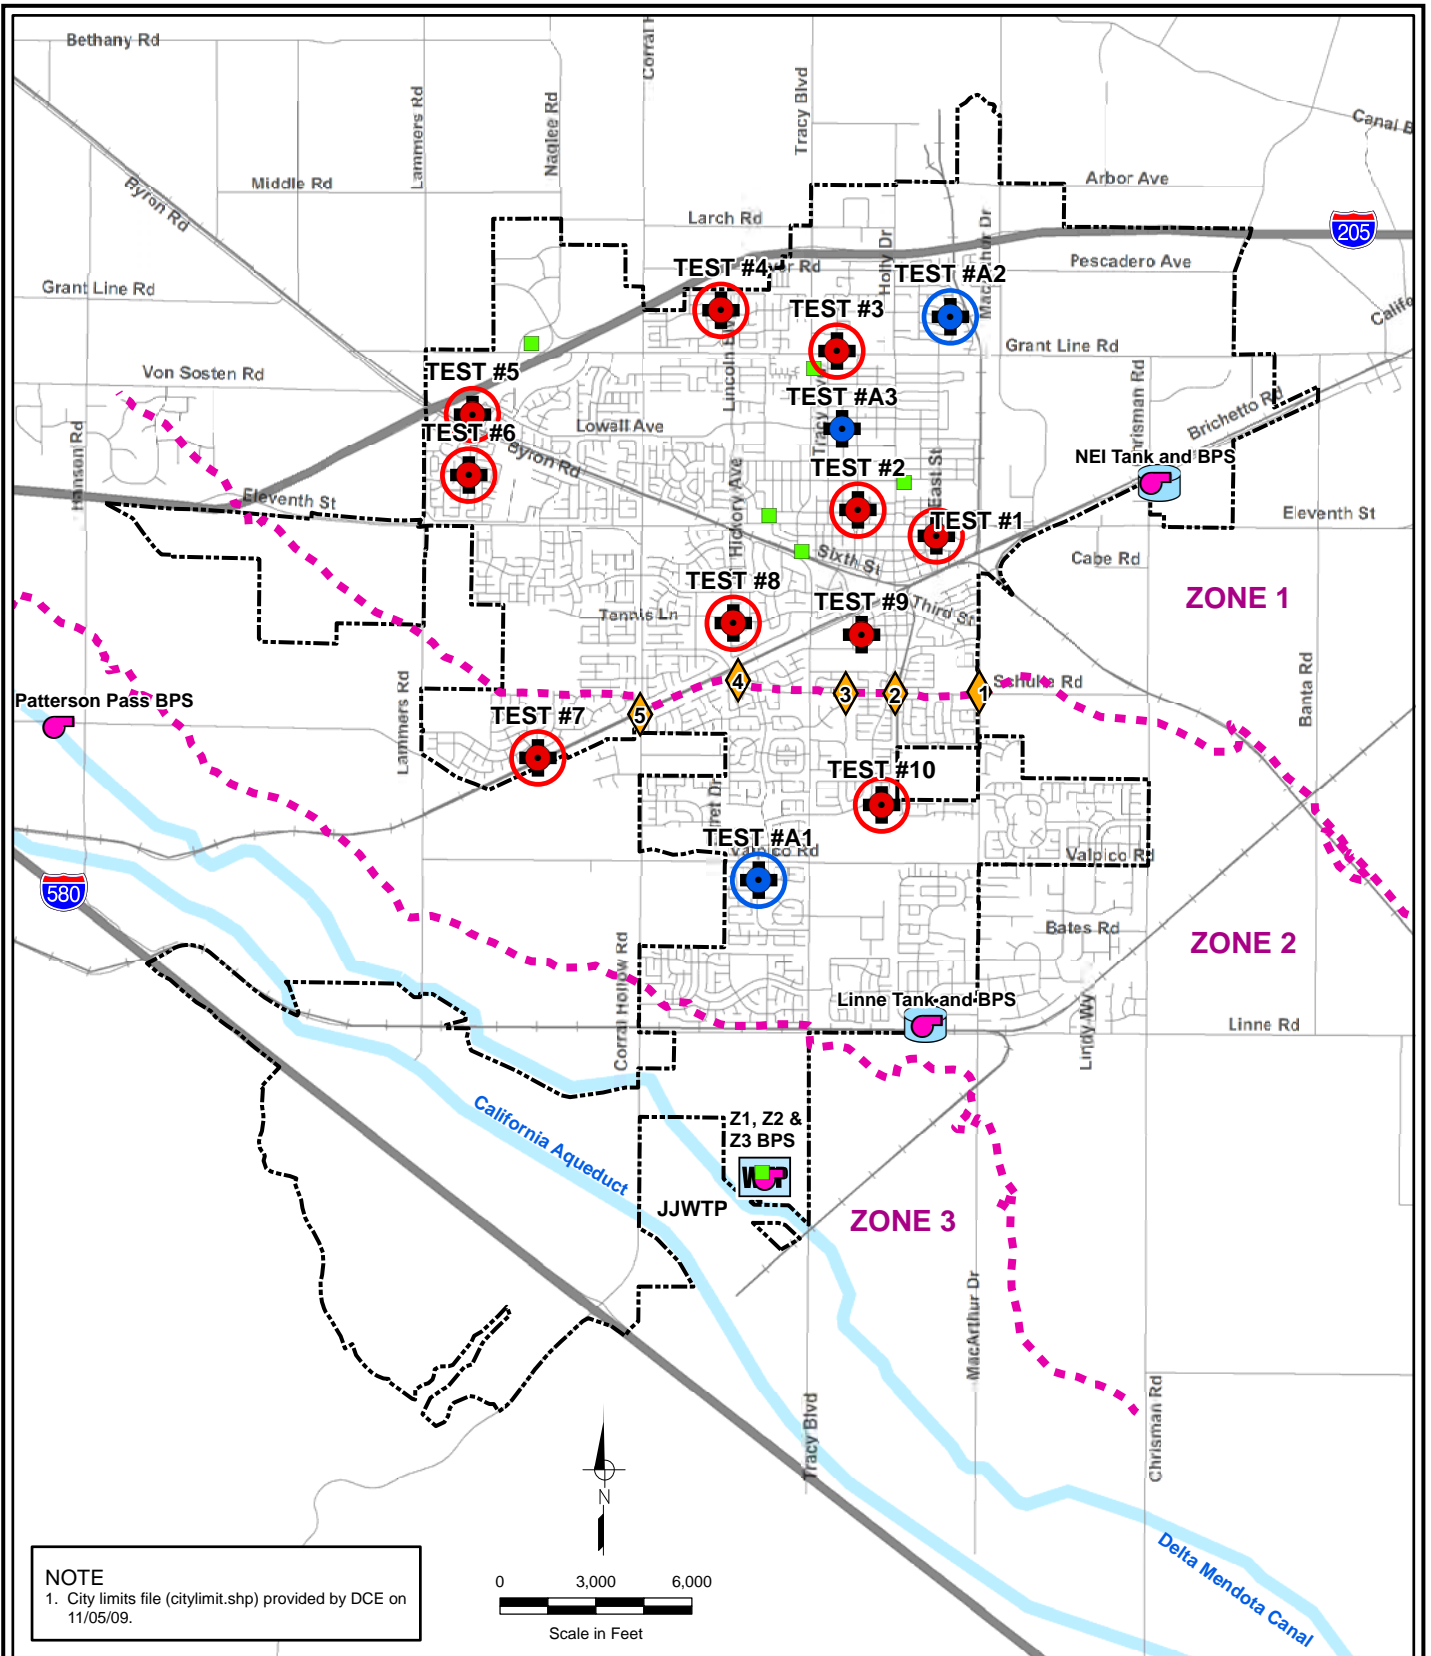 Bethany Rd
Tracy Blvd
Lammers Rd
Naglee Rd
Middle Rd
Byron Rd
Arbor Ave
Larch Rd
205
Holly Dr
MacArthur Dr
Pescadero Ave
TEST #4
TEST #A2
Grant Line Rd
TEST #3
Grant Line Rd
Von Sosten Rd
TEST #5
TEST #A3
Lowell Ave
TEST #6
Byron Rd
Brichetto Rd
Hansen Rd
NEI Tank and BPS
TEST #2
East St
Eleventh St
Hickory Ave
TEST #1
Eleventh St
Sixth St
Cabe Rd
TEST #8
ZONE 1
Tennis Ln
TEST #9
Third St
Banta Rd
Schulte Rd
4
3
2
1
5
Patterson Pass BPS
Lammers Rd
TEST #7
TEST #10
TEST #A1
Valpico Rd
Valpico Rd
580
Bates Rd
ZONE 2
Corral Hollow Rd
Linne Tank and BPS
Linne Rd
California Aqueduct
Z1, Z2 &
Z3 BPS
JJWTP
ZONE 3
MacArthur Dr
Tracy Blvd
Chrisman Rd
N
Delta Mendota Canal
NOTE
1. City limits file (citylimit.shp) provided by DCE on
11/05/09.
0 3,000 6,000
Scale in Feet